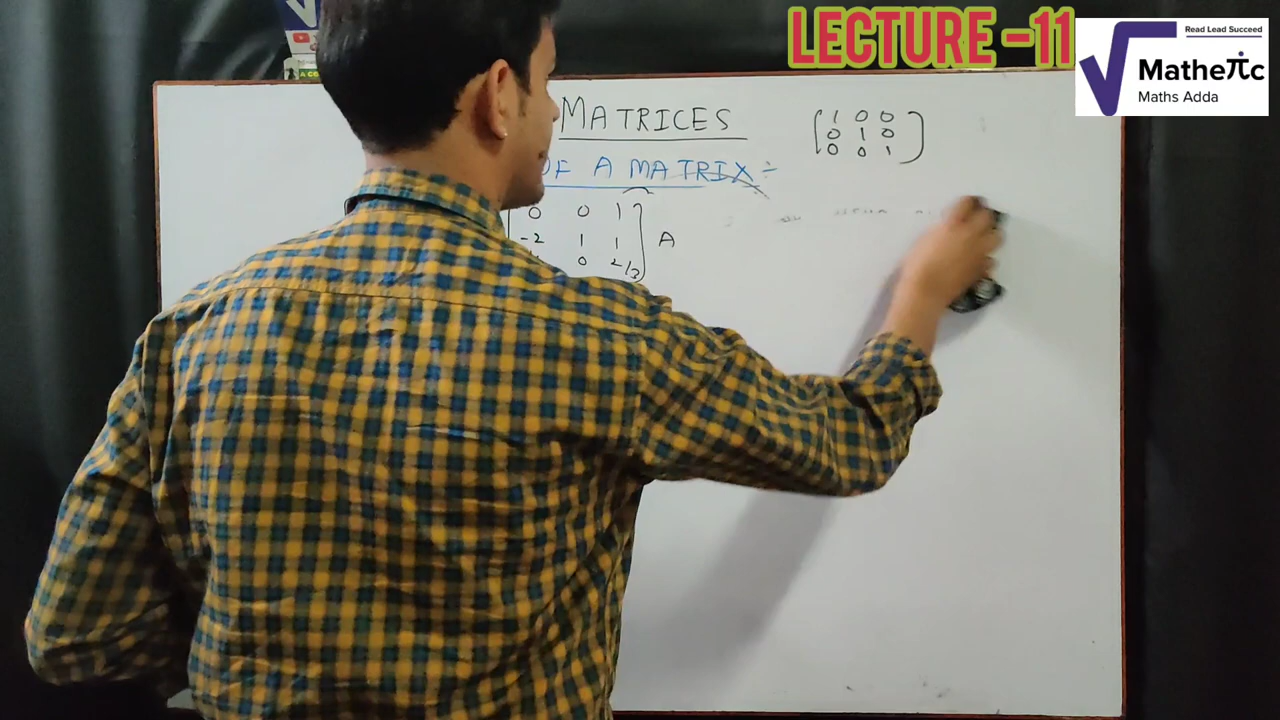 LECTURE -11
Read Lead Succeed
Matheπc
Maths Adda
MATRICES
OF A MATRIX ÷
1 0 0
0 1 0
0 0 1
0 0 1
-2 1 1 A
0 2/3